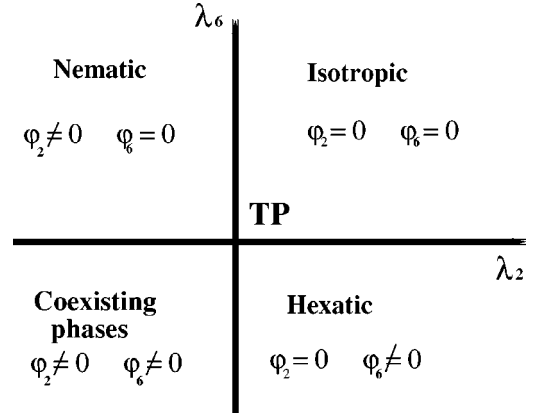 λ₆
Nematic
Isotropic
φ₂ ≠ 0 φ₆ = 0
φ₂ = 0 φ₆ = 0
TP
λ₂
Coexisting
phases
Hexatic
φ₂ ≠ 0 φ₆ ≠ 0
φ₂ = 0 φ₆ ≠ 0